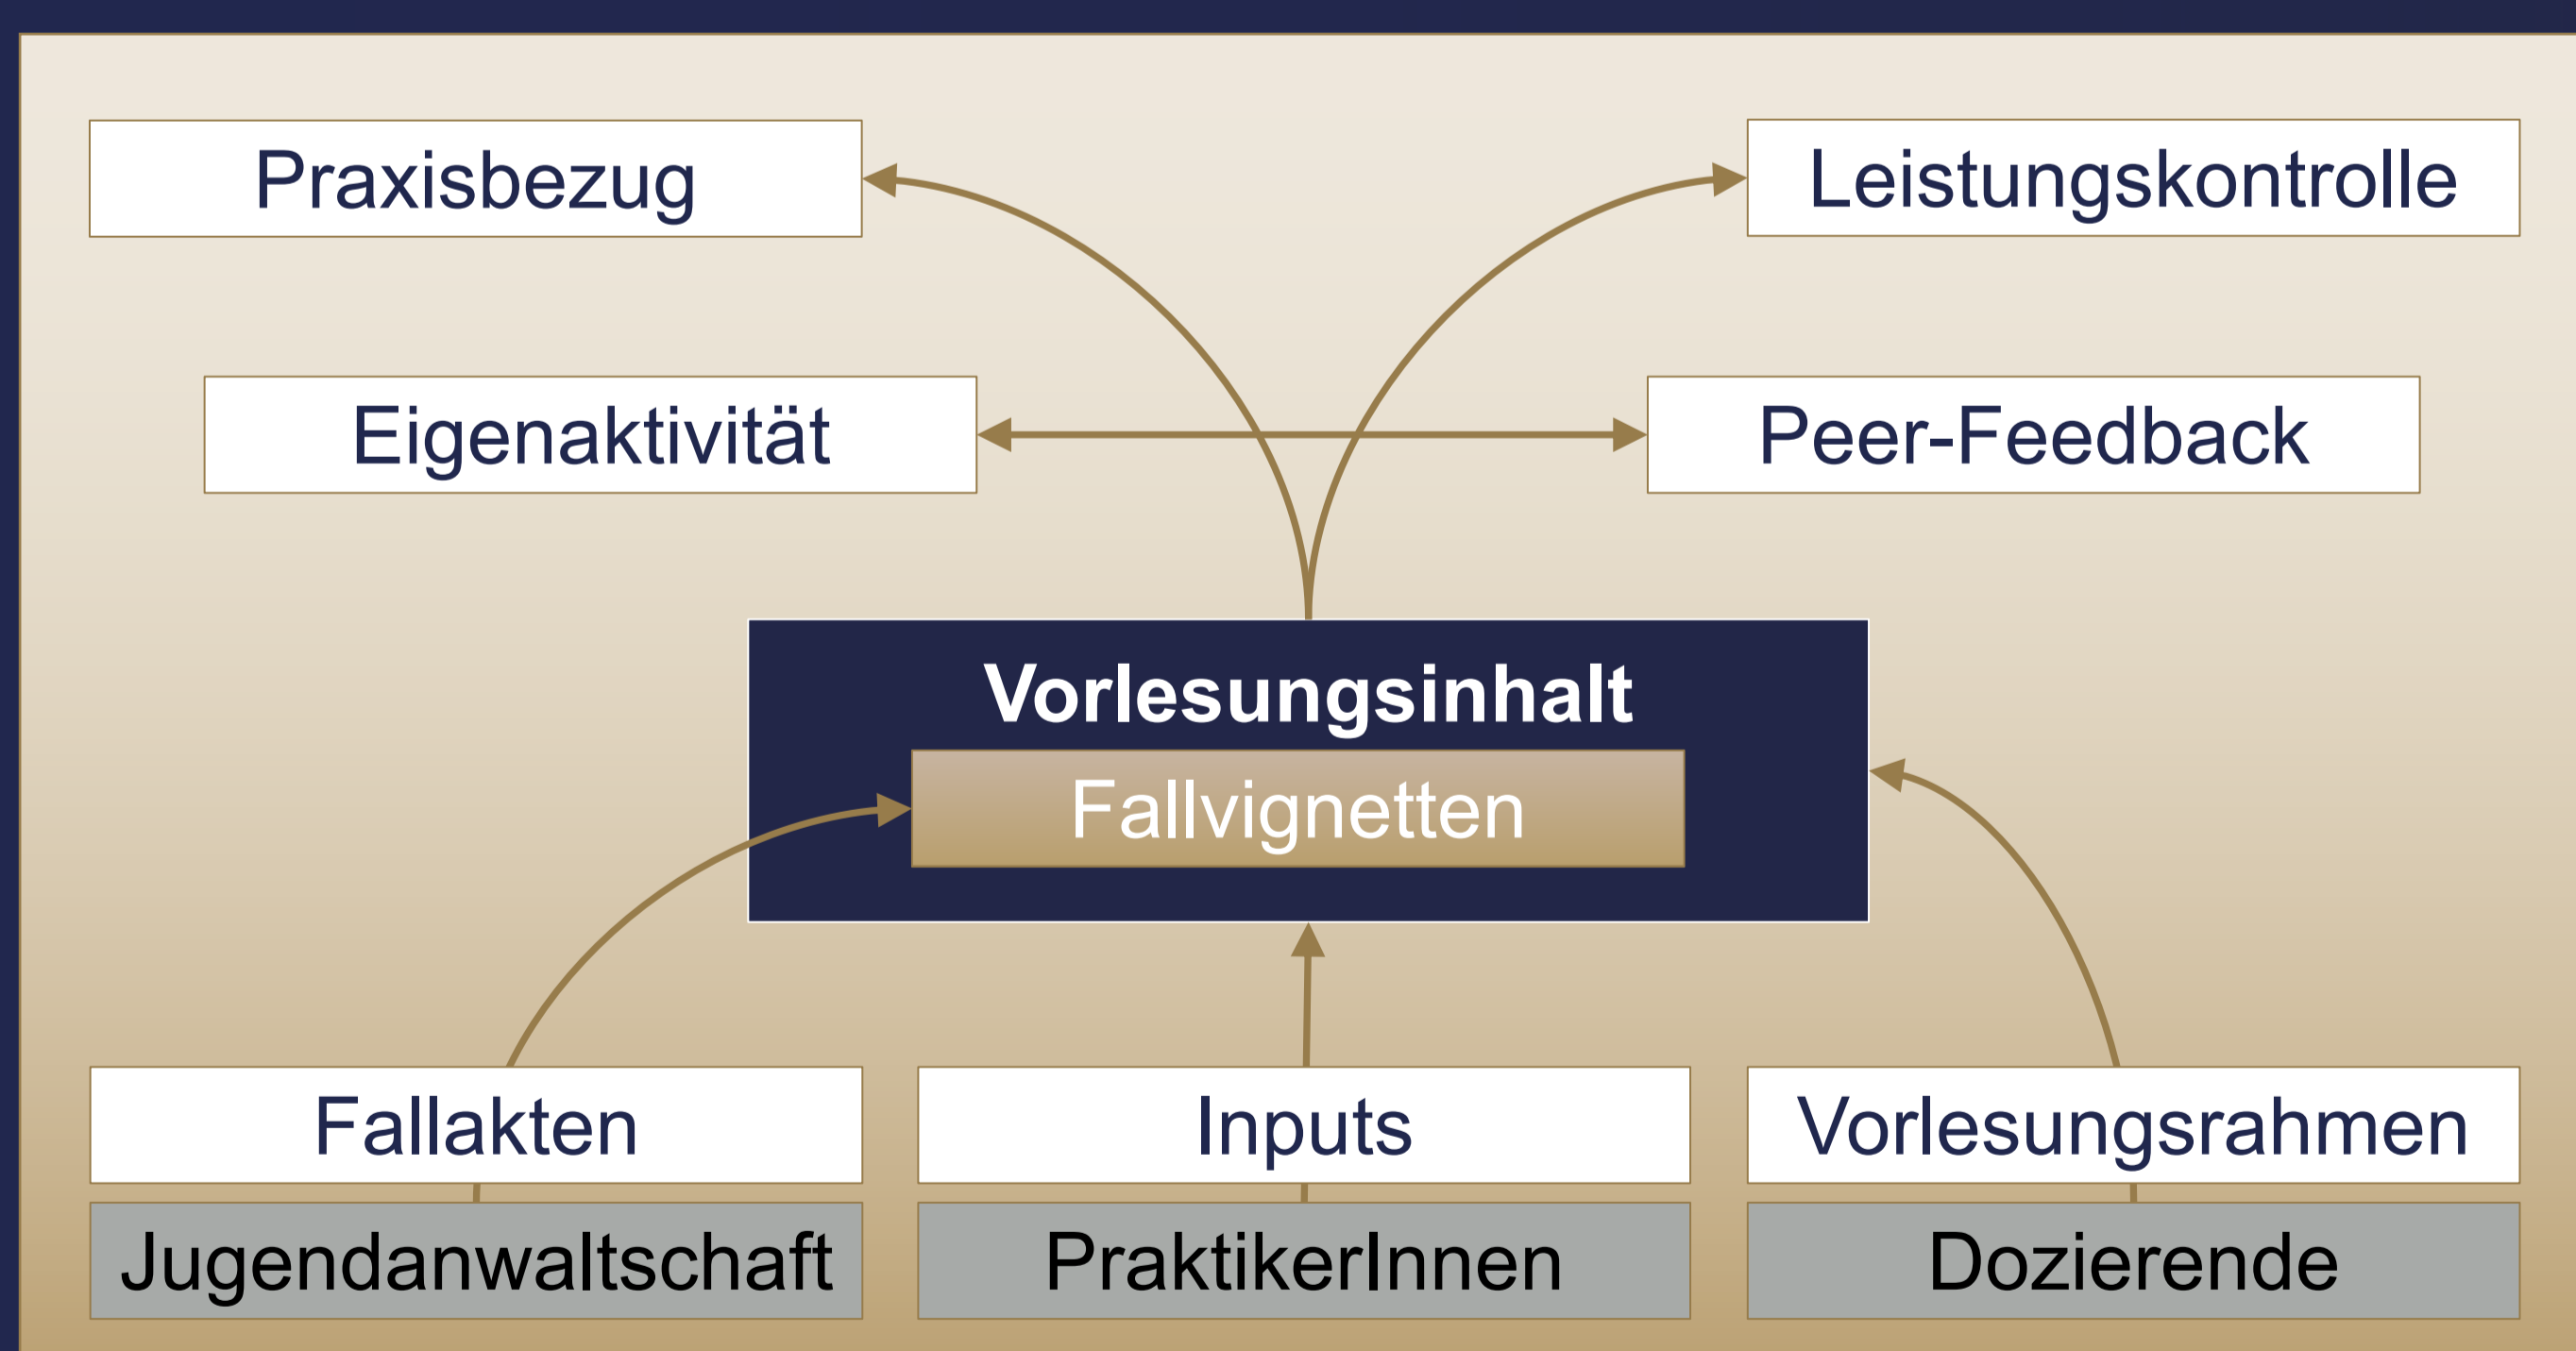 Praxisbezug
Leistungskontrolle
Eigenaktivität
Peer-Feedback
Vorlesungsinhalt
Fallvignetten
Fallakten
Inputs
Vorlesungsrahmen
Jugendanwaltschaft
PraktikerInnen
Dozierende